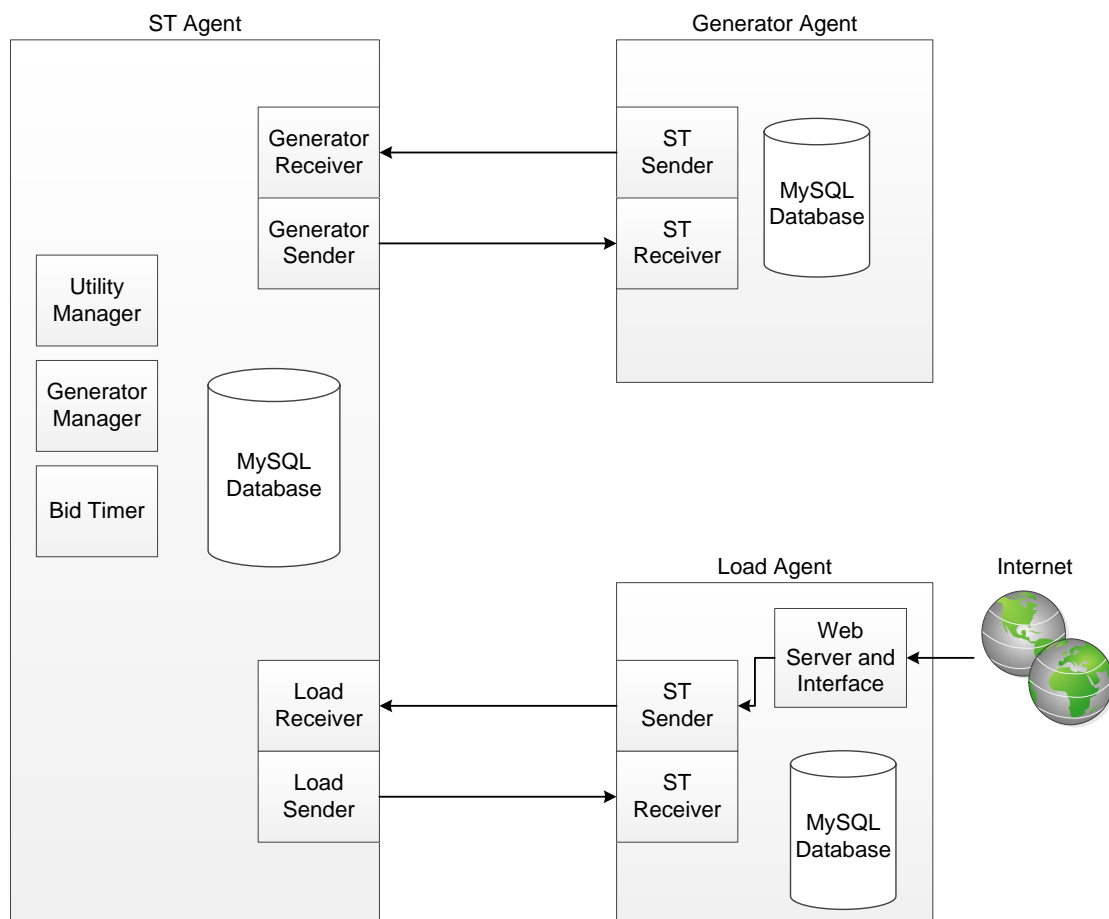 ST Agent
Generator Agent
Generator
Receiver
Generator
Sender
ST
Sender
ST
Receiver
MySQL
Database
Utility
Manager
Generator
Manager
Bid Timer
MySQL
Database
Load Agent
Internet
Web
Server and
Interface
Load
Receiver
Load
Sender
ST
Sender
ST
Receiver
MySQL
Database